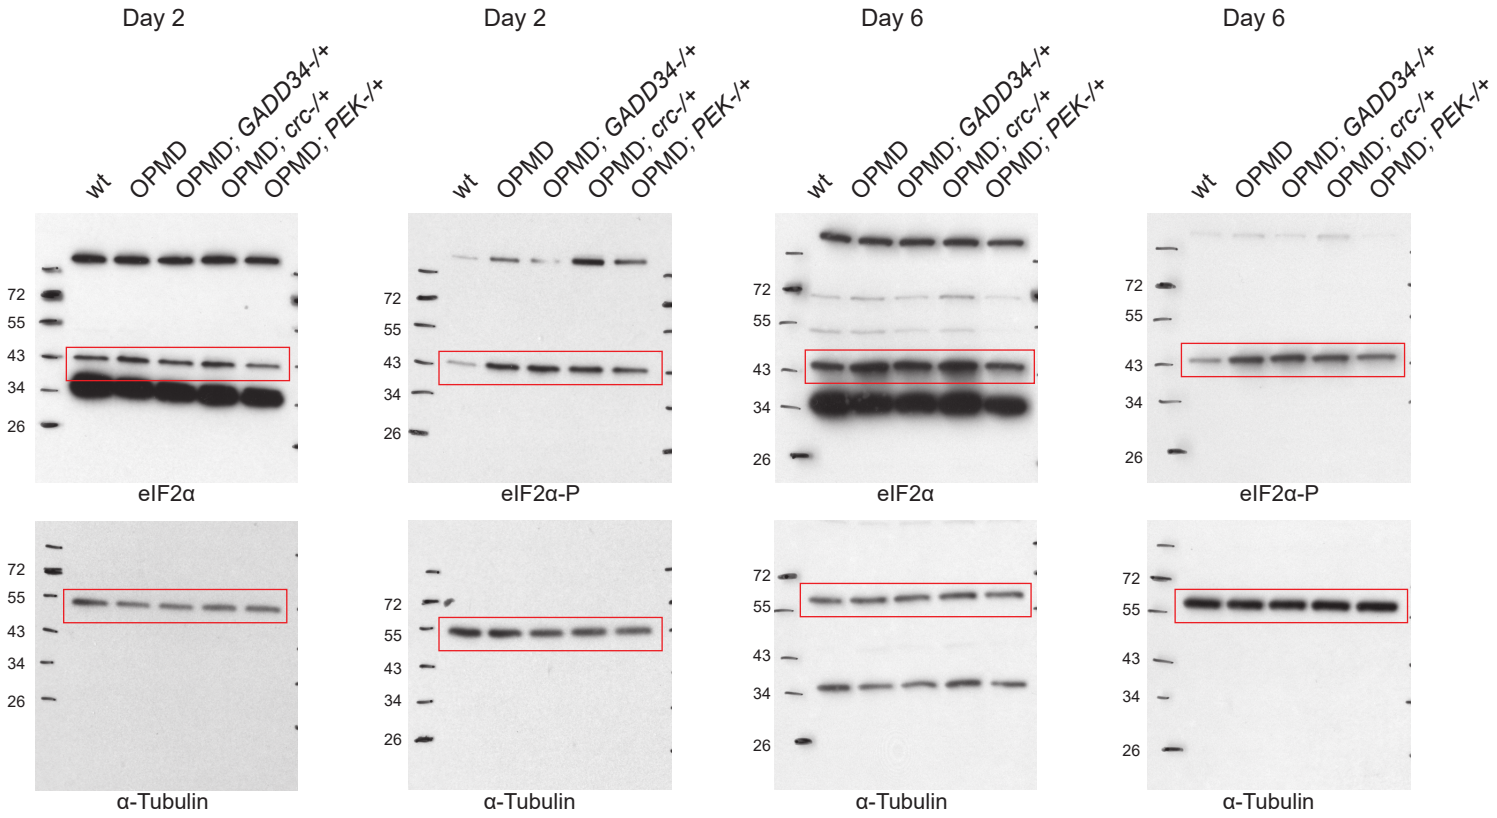 Day 2
Day 2
Day 6
Day 6
wt
OPMD
OPMD; GADD34-/+
OPMD; crc-/+
OPMD; PEK-/+
wt
OPMD
OPMD; GADD34-/+
OPMD; crc-/+
OPMD; PEK-/+
wt
OPMD
OPMD; GADD34-/+
OPMD; crc-/+
OPMD; PEK-/+
wt
OPMD
OPMD; GADD34-/+
OPMD; crc-/+
OPMD; PEK-/+
72
55
43
34
26
72
55
43
34
26
72
55
43
34
26
72
55
43
34
26
eIF2α
eIF2α-P
eIF2α
eIF2α-P
72
55
43
34
26
72
55
43
34
26
72
55
43
34
26
72
55
43
34
26
α-Tubulin
α-Tubulin
α-Tubulin
α-Tubulin